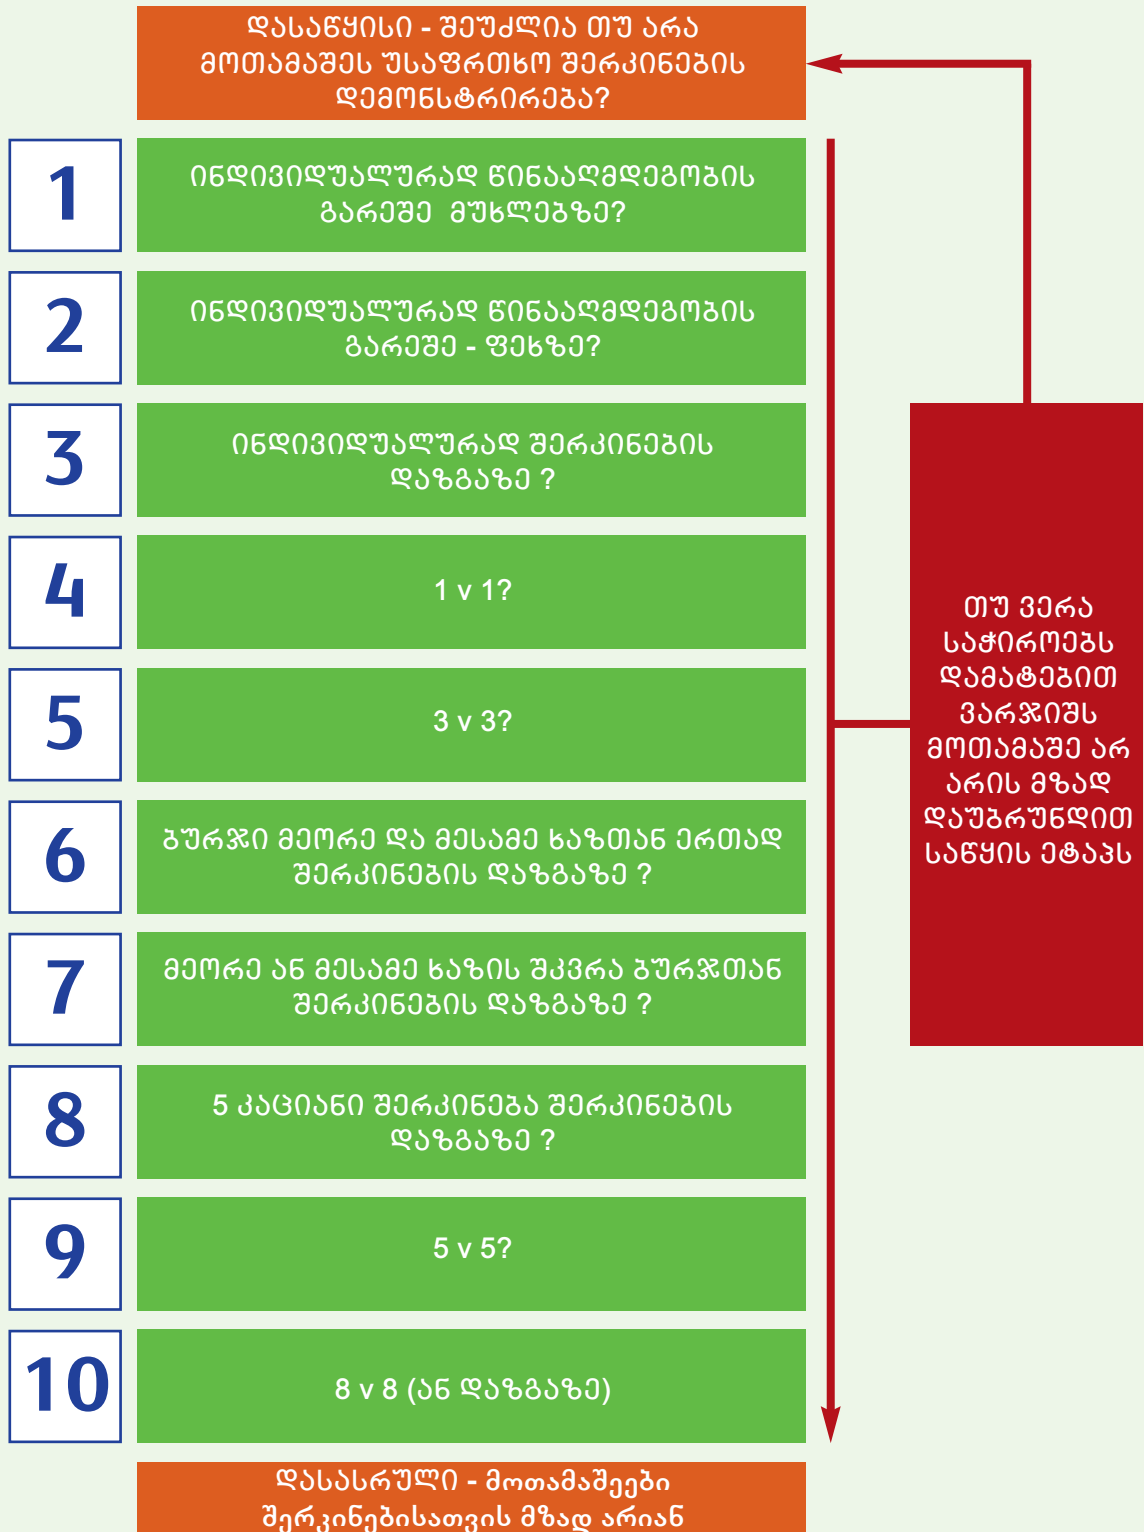 დასაწყისი - შეუძლია თუ არა
მოთამაშეს უსაფრთხო შერკინების
დემონსტრირება?
1
ინდივიდუალურად წინააღმდეგობის
გარეშე მუხლებზე?
2
ინდივიდუალურად წინააღმდეგობის
გარეშე - ფეხზე?
3
ინდივიდუალურად შერკინების
დაზგაზე ?
4
1 v 1?
5
3 v 3?
6
ბურჯი მეორე და მესამე ხაზთან ერთად
შერკინების დაზგაზე ?
7
მეორე ან მესამე ხაზის შკვრა ბურჯთან
შერკინების დაზგაზე ?
8
5 კაციანი შერკინება შერკინების
დაზგაზე ?
9
5 v 5?
10
8 v 8 (ან დაზგაზე)
დასასრული - მოთამაშეები
შერკინებისათვის მზად არიან
თუ ვერა
საჭიროებს
დამატებით
ვარჯიშს
მოთამაშე არ
არის მზად
დაუბრუნდით
საწყის ეტაპს